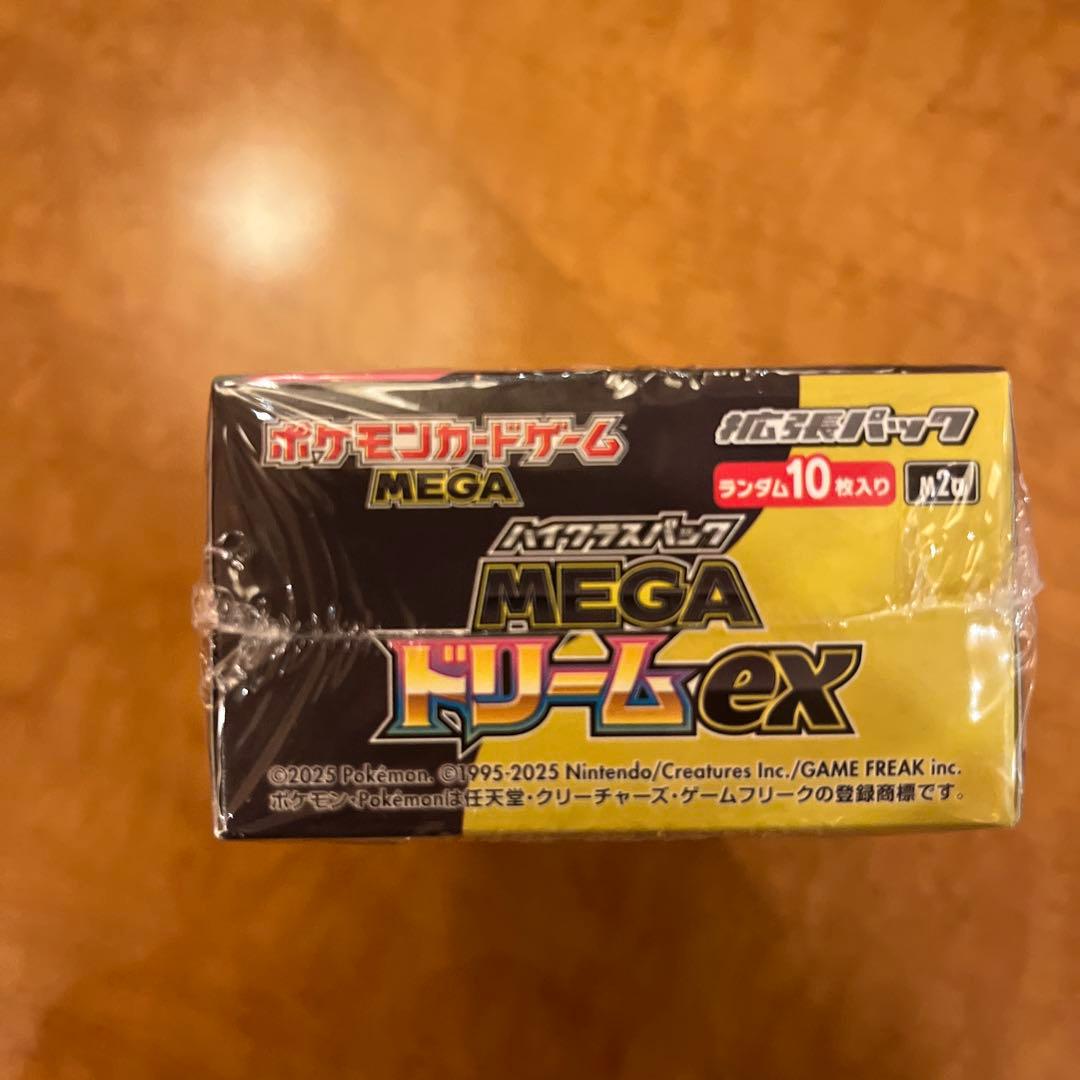 ポケモンカードゲーム
MEGA
拡張パック
ランダム10枚入り
M2a
ハイクラスパック
MEGA
ドリームex
©2025 Pokémon. ©1995-2025 Nintendo/Creatures Inc./GAME FREAK inc.
ポケモン・Pokémonは任天堂・クリーチャーズ・ゲームフリークの登録商標です。